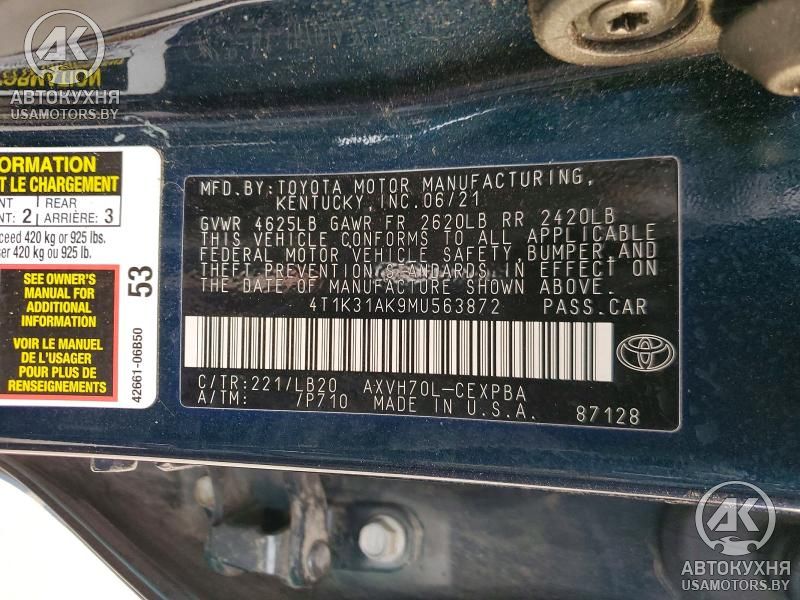 АВТОКУХНЯ
USAMOTORS.BY
ORMATION
T LE CHARGEMENT
REAR
NT: 2 ARRIÈRE: 3
ceed 420 kg or 925 lbs.
ser 420 kg ou 925 lb.
SEE OWNER'S
MANUAL FOR
ADDITIONAL
INFORMATION
VOIR LE MANUEL
DE L'USAGER
POUR PLUS DE
RENSEIGNEMENTS
53
42661-06B50
MFD.BY:TOYOTA MOTOR MANUFACTURING,
KENTUCKY,INC.06/21
GVWR 4625LB GAWR FR 2620LB RR 2420LB
THIS VEHICLE CONFORMS TO ALL APPLICABLE
FEDERAL MOTOR VEHICLE SAFETY,BUMPER,AND
THEFT PREVENTION STANDARDS IN EFFECT ON
THE DATE OF MANUFACTURE SHOWN ABOVE.
4T1K31AK9MU563872 PASS.CAR
C/TR:221/LB20 AXVH70L-CEXPBA
A/TM: /P710 MADE IN U.S.A. 87128
АВТОКУХНЯ
USAMOTORS.BY